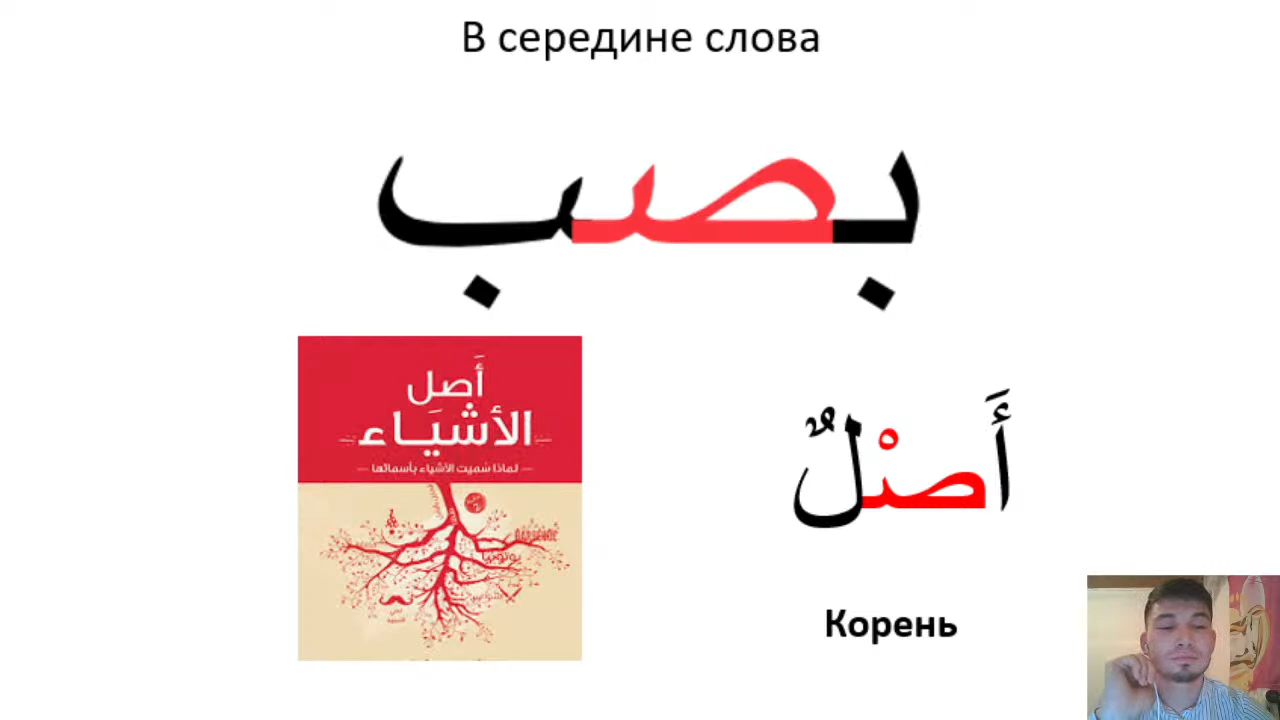 В середине слова
بصب
أَصل
الأشيَاء
لماذا سُميت الأشياء بأسمائها
أَصْلٌ
Корень